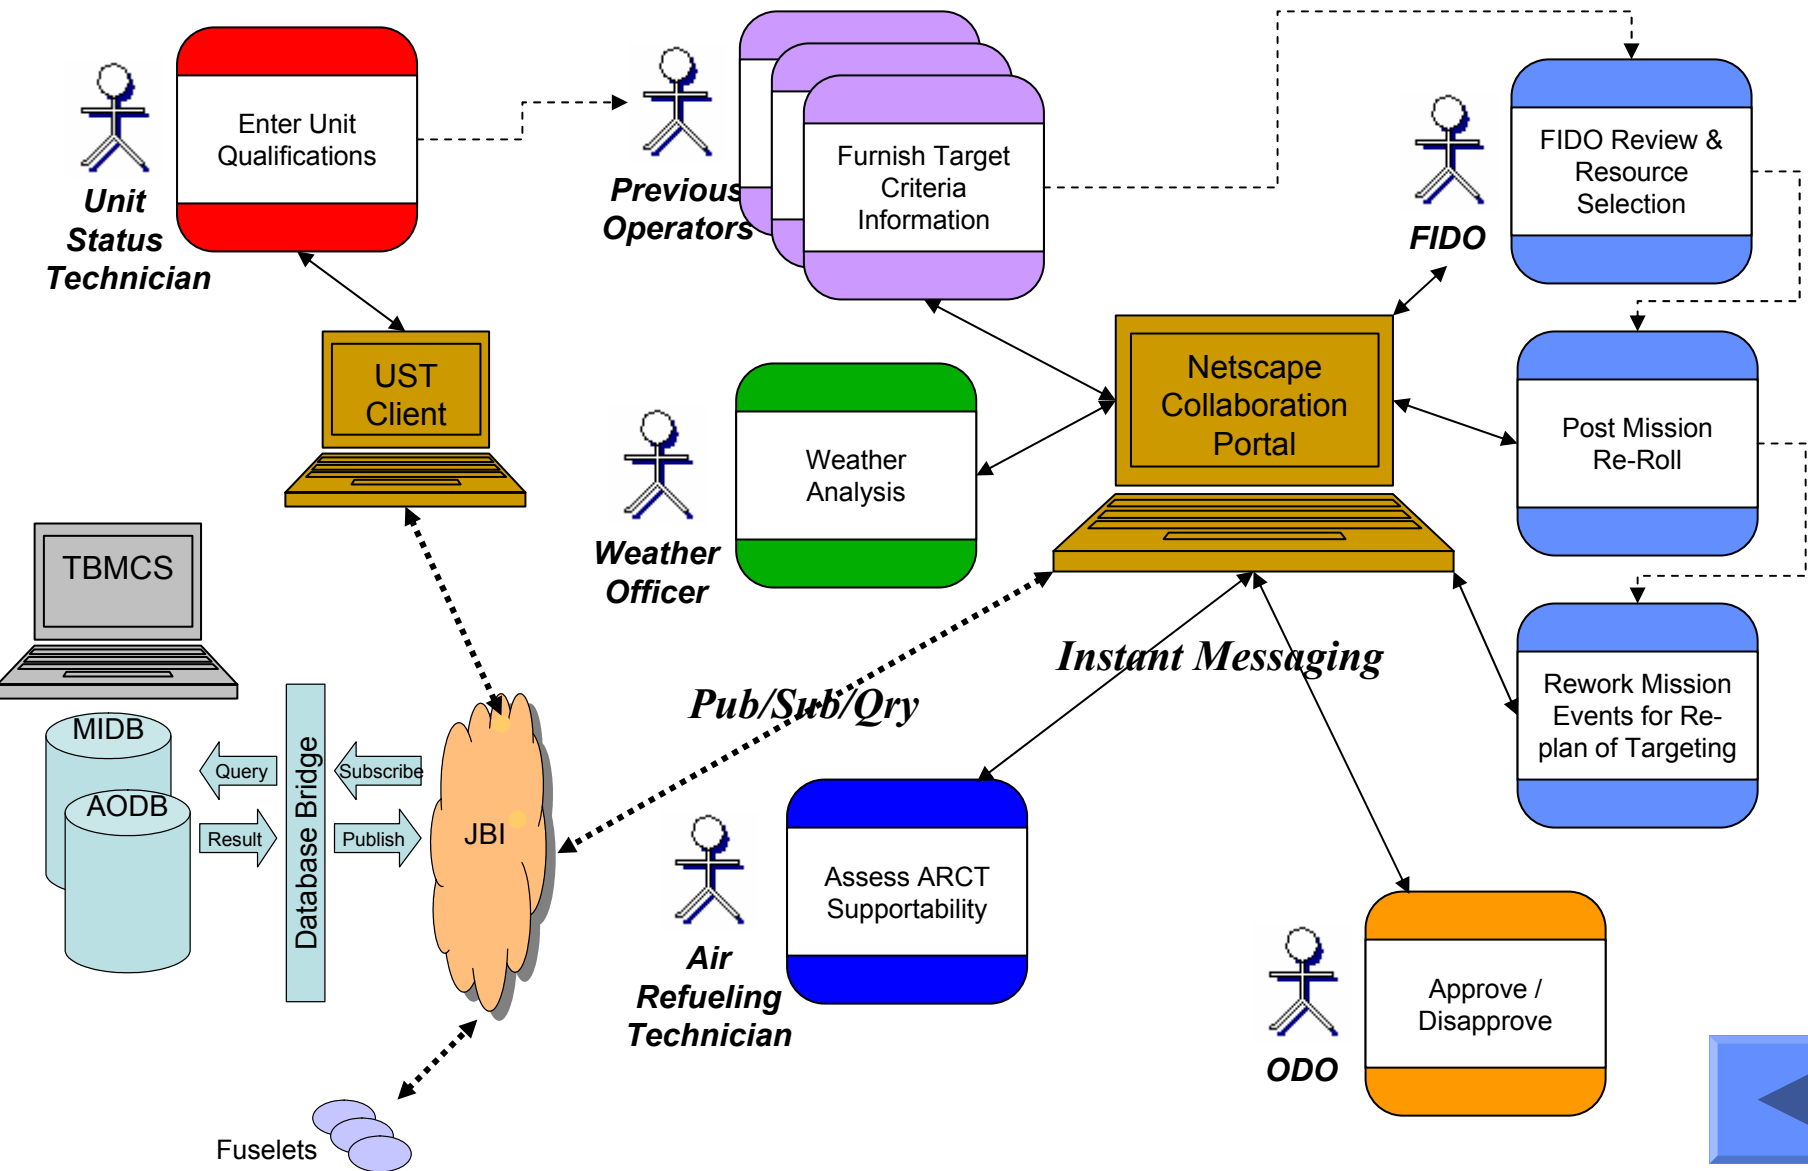 Enter Unit
Qualifications
Unit
Status
Technician
Previous
Operators
Furnish Target
Criteria
Information
FIDO
FIDO Review &
Resource
Selection
UST
Client
Weather
Officer
Weather
Analysis
Netscape
Collaboration
Portal
Post Mission
Re-Roll
TBMCS
MIDB
AODB
Query
Result
Database Bridge
Subscribe
Publish
JBI
Pub/Sub/Qry
Instant Messaging
Rework Mission
Events for Re-
plan of Targeting
Air
Refueling
Technician
Assess ARCT
Supportability
ODO
Approve /
Disapprove
Fuselets